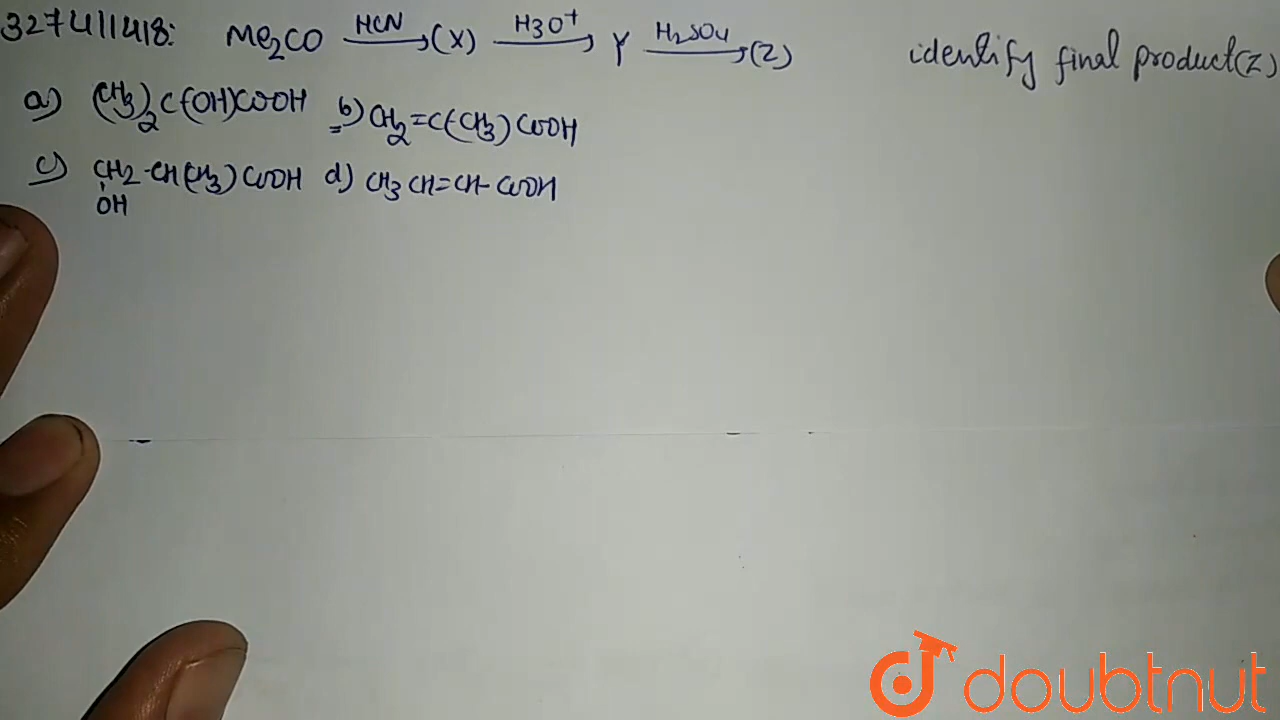 327411418: Me2CO HCN→(X) H3O+→ Y H2SO4→(Z) identify final product(Z)
a) (CH3)2C(OH)COOH b) CH2=C(CH3)COOH
c) CH2-CH(CH3)COOH d) CH3CH=CH-COOH
OH
doubtnut